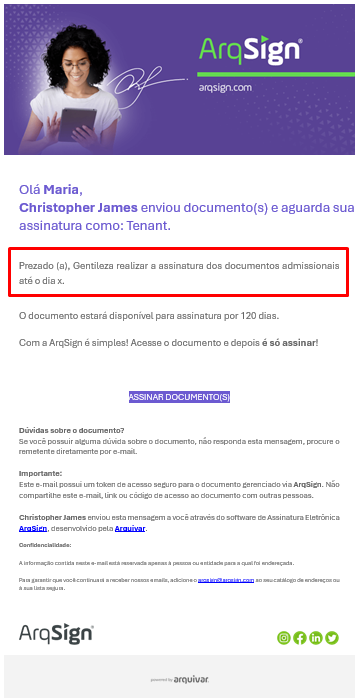 ArqSign®
arqsign.com
Olá Maria,
Christopher James enviou documento(s) e aguarda sua
assinatura como: Tenant.
Prezado (a), Gentileza realizar a assinatura dos documentos admissionais
até o dia x.
O documento estará disponível para assinatura por 120 dias.
Com a ArqSign é simples! Acesse o documento e depois é só assinar!
ASSINAR DOCUMENTO(S)
Dúvidas sobre o documento?
Se você possuir alguma dúvida sobre o documento, não responda esta mensagem, procure o
remetente diretamente por e-mail.
Importante:
Este e-mail possui um token de acesso seguro para o documento gerenciado via ArqSign. Não
compartilhe este e-mail, link ou código de acesso ao documento com outras pessoas.
Christopher James enviou esta mensagem a você através do software de Assinatura Eletrônica
ArqSign, desenvolvido pela Arquivar.
Confidencialidade:
A informação contida neste e-mail está reservada apenas à pessoa ou entidade para a qual foi endereçada.
Para garantir que você continuará a receber nossos emails, adicione o arqsign@arqsign.com ao seu catálogo de endereços ou
à sua lista segura.
ArqSign®
powered by arquivar.